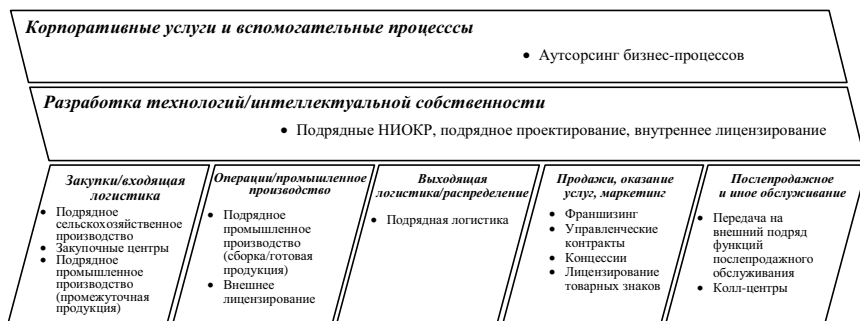 Корпоративные услуги и вспомогательные процесссы
• Аутсорсинг бизнес-процессов
Разработка технологий/интеллектуальной собственности
• Подрядные НИОКР, подрядное проектирование, внутреннее лицензирование
Закупки/входящая
логистика
• Подрядное
сельскохозяйственное
производство
• Закупочные центры
• Подрядное
промышленное
производство
(промежуточная
продукция)
Операции/промышленное
производство
• Подрядное
промышленное
производство
(сборка/готовая
продукция)
• Внешнее
лицензирование
Выходящая
логистика/распределение
• Подрядная логистика
Продажи, оказание
услуг, маркетинг
• Франшизинг
• Управленческие
контракты
• Концессии
• Лицензирование
товарных знаков
Послепродажное
и иное обслуживание
• Передача на
внешний подряд
функций
послепродажного
обслуживания
• Колл-центры